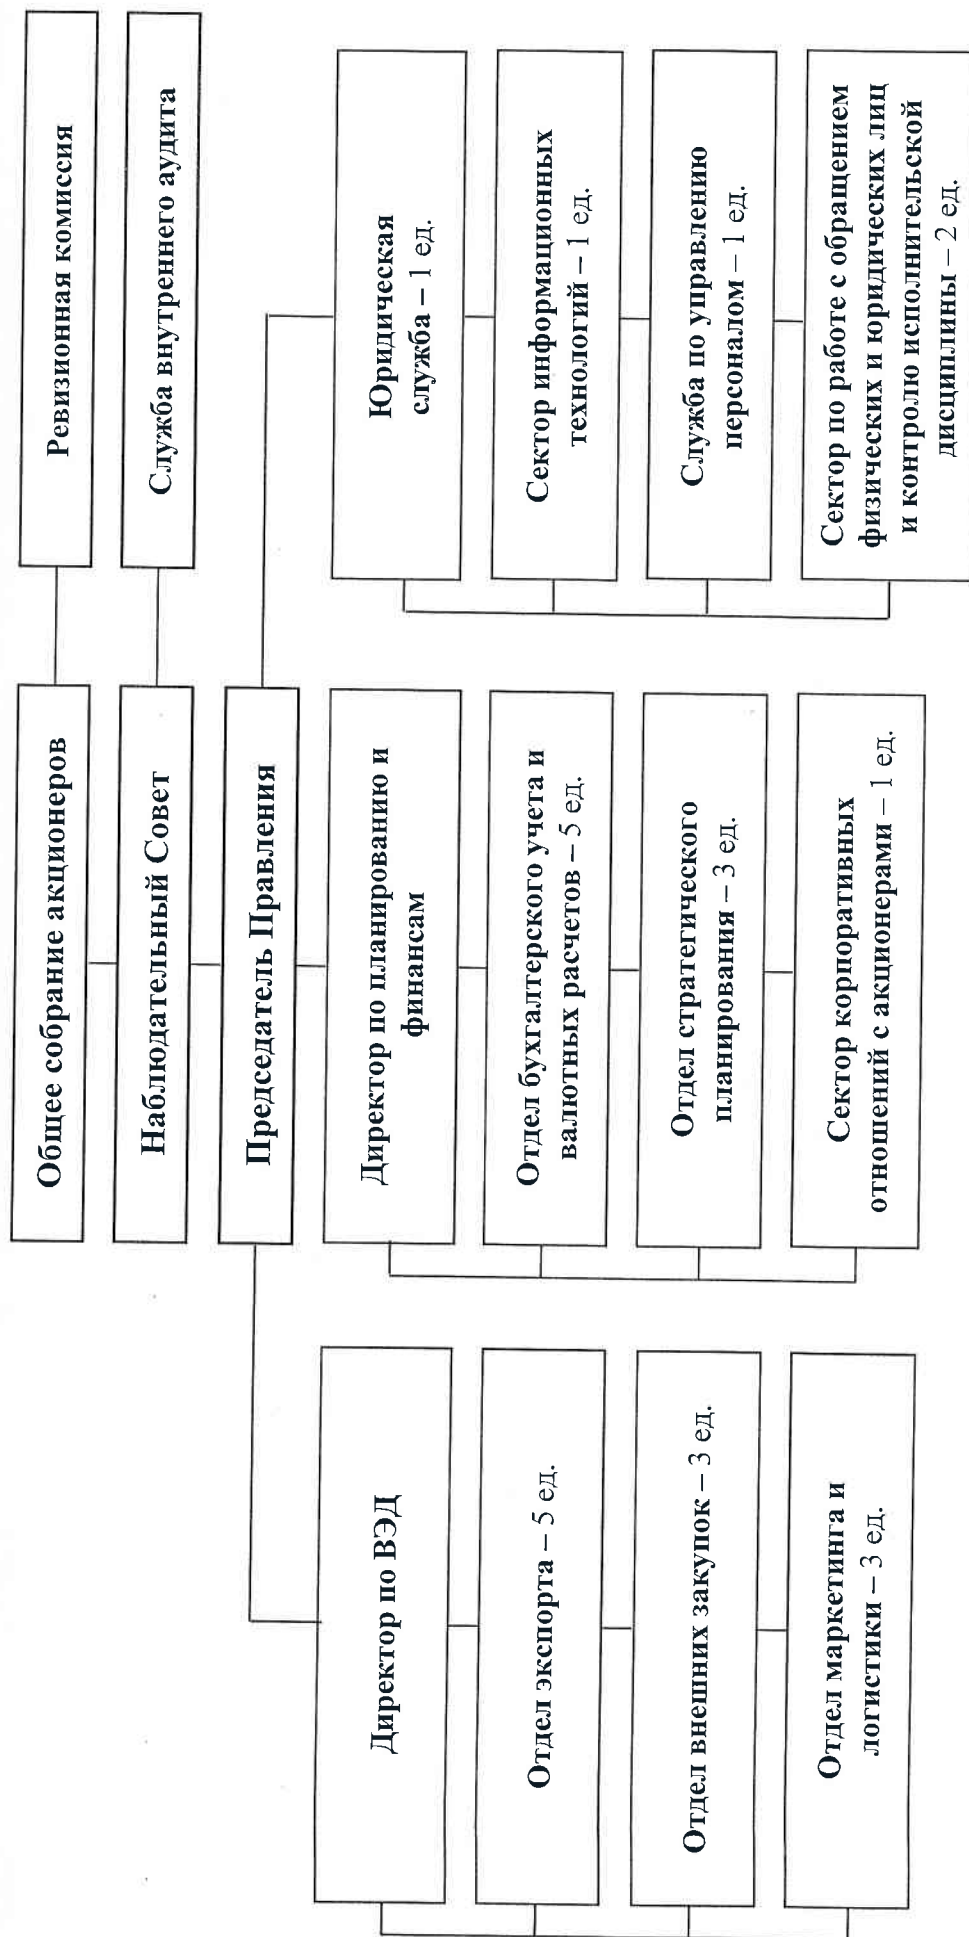 Общее собрание акционеров
Ревизионная комиссия
Наблюдательный Совет
Служба внутреннего аудита
Председатель Правления
Директор по ВЭД
Отдел экспорта – 5 ед.
Отдел внешних закупок – 3 ед.
Отдел маркетинга и
логистики – 3 ед.
Директор по планированию и
финансам
Отдел бухгалтерского учета и
валютных расчетов – 5 ед.
Отдел стратегического
планирования – 3 ед.
Сектор корпоративных
отношений с акционерами – 1 ед.
Юридическая
служба – 1 ед.
Сектор информационных
технологий – 1 ед.
Служба по управлению
персоналом – 1 ед.
Сектор по работе с обращением
физических и юридических лиц
и контролю исполнительской
дисциплины – 2 ед.